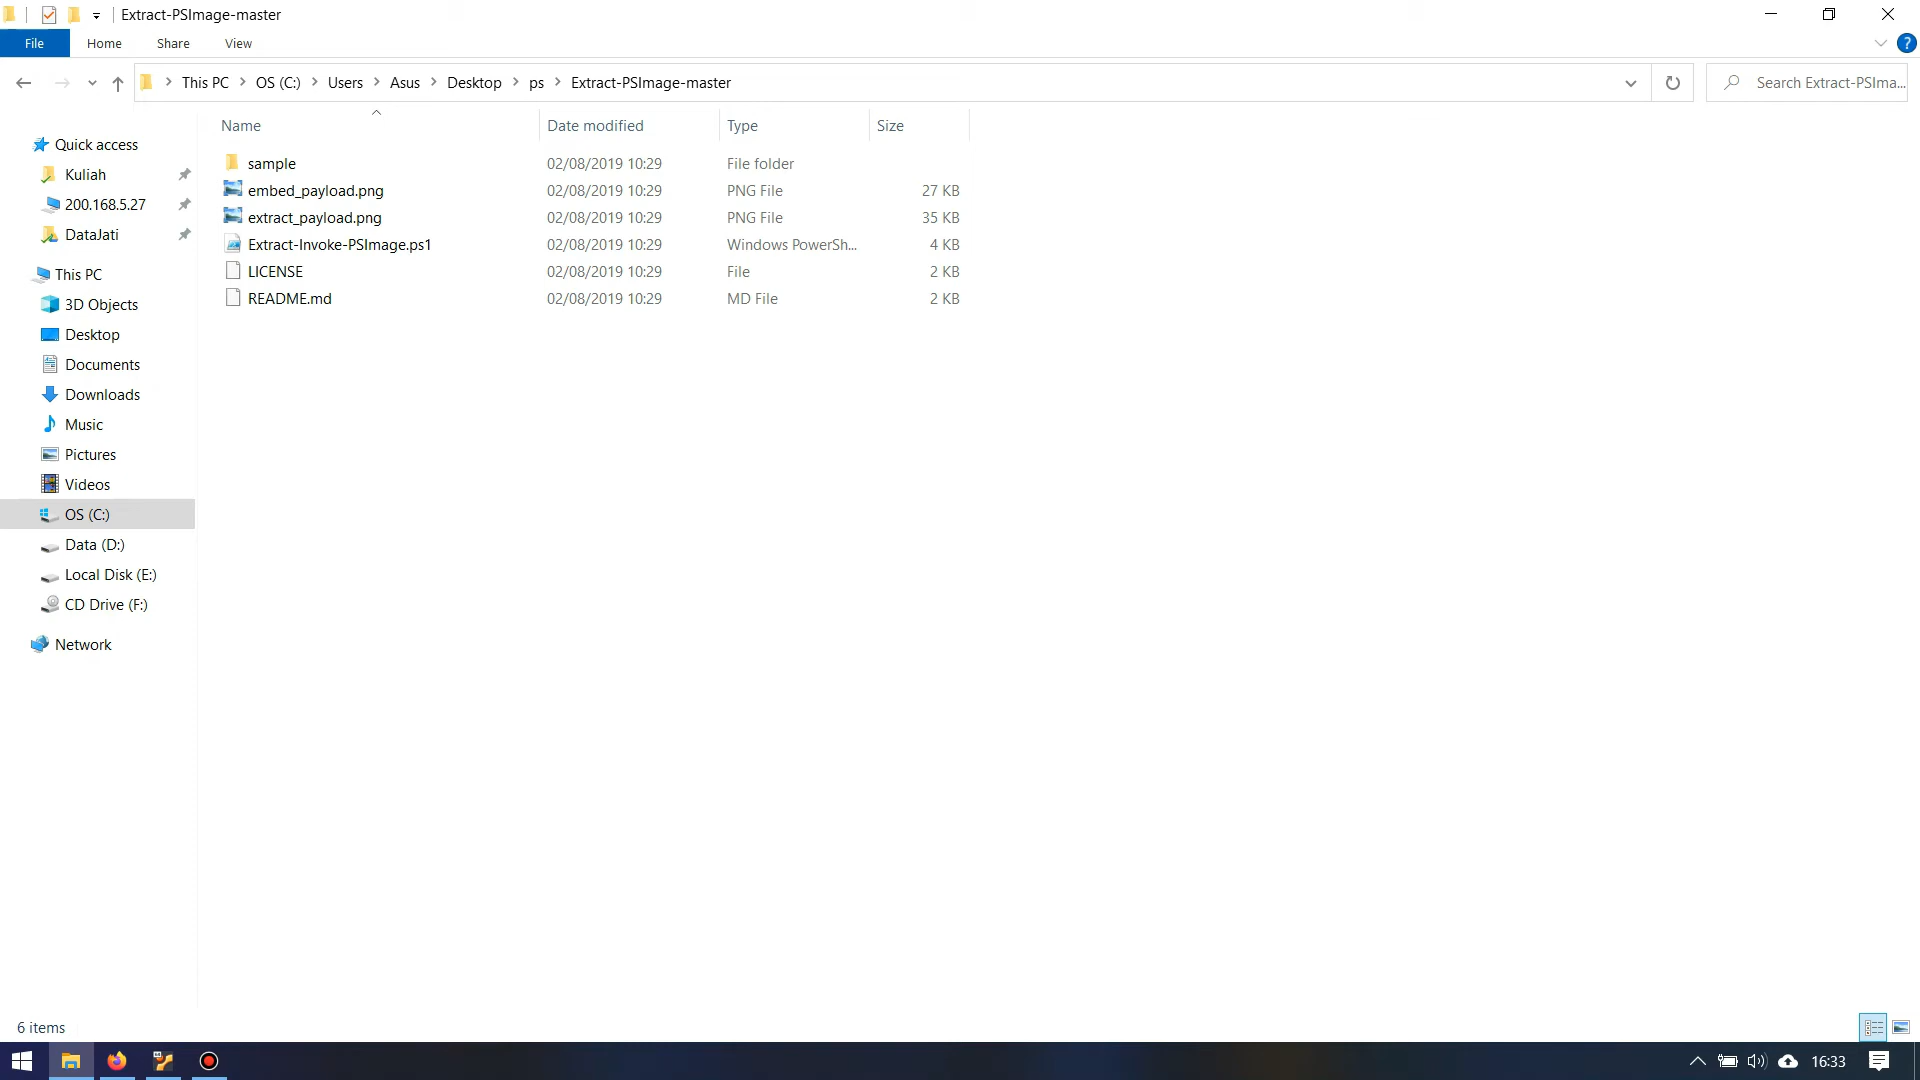 Extract-PSImage-master
File Home Share View
This PC OS (C:) Users Asus Desktop ps Extract-PSImage-master
Search Extract-PSIma...
Name Date modified Type Size
sample 02/08/2019 10:29 File folder
embed_payload.png 02/08/2019 10:29 PNG File 27 KB
extract_payload.png 02/08/2019 10:29 PNG File 35 KB
Extract-Invoke-PSImage.ps1 02/08/2019 10:29 Windows PowerSh... 4 KB
LICENSE 02/08/2019 10:29 File 2 KB
README.md 02/08/2019 10:29 MD File 2 KB
Quick access
Kuliah
200.168.5.27
DataJati
This PC
3D Objects
Desktop
Documents
Downloads
Music
Pictures
Videos
OS (C:)
Data (D:)
Local Disk (E:)
CD Drive (F:)
Network
6 items
16:33